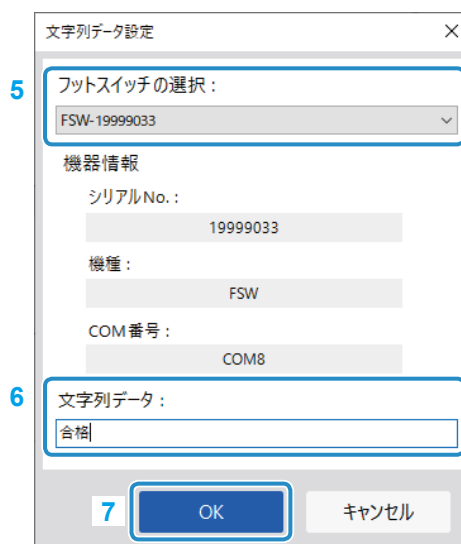 文字列データ設定
5
フットスイッチの選択：
FSW-19999033
機器情報
シリアルNo.：
19999033
機種：
FSW
COM番号：
COM8
6
文字列データ：
合格
7
OK
キャンセル